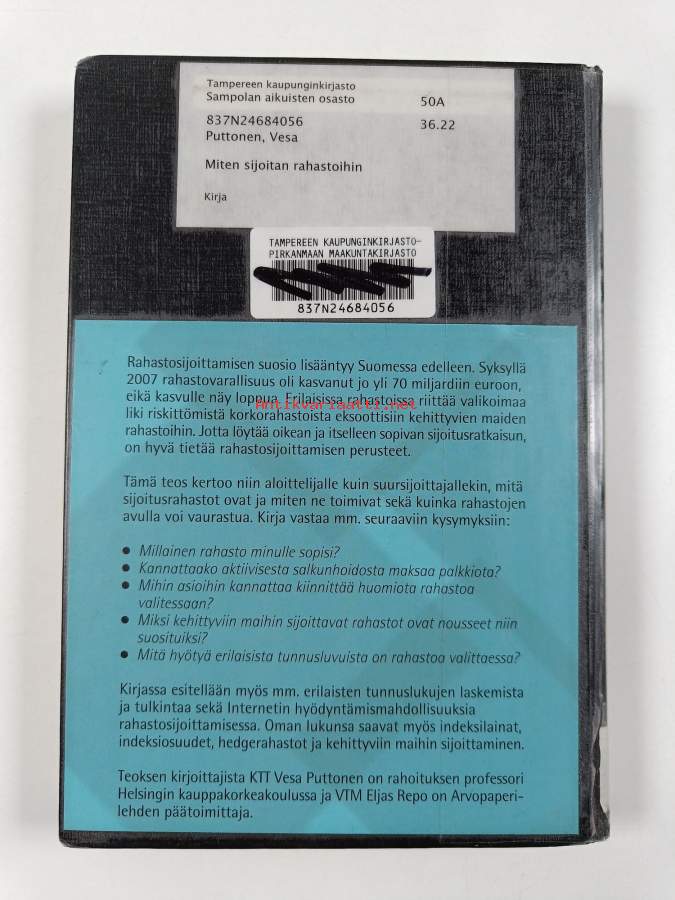 Tampereen kaupunginkirjasto
Sampolan aikuisten osasto 50A
837N24684056 36.22
Puttonen, Vesa
Miten sijoitan rahastoihin
Kirja
TAMPEREEN KAUPUNGINKIRJASTO-
PIRKANMAAN MAAKUNTAKIRJASTO
837N24684056
Rahastosijoittamisen suosio lisääntyy Suomessa edelleen. Syksyllä
2007 rahastovarallisuus oli kasvanut jo yli 70 miljardiin euroon,
eikä kasvulle näy loppua. Erilaisissa rahastoissa riittää valikoimaa
Antikvariaatti.net
liki riskittömistä korkorahastoista eksoottisiin kehittyvien maiden
rahastoihin. Jotta löytää oikean ja itselleen sopivan sijoitusratkaisun,
on hyvä tietää rahastosijoittamisen perusteet.
Tämä teos kertoo niin aloittelijalle kuin suursijoittajallekin, mitä
sijoitusrahastot ovat ja miten ne toimivat sekä kuinka rahastojen
avulla voi vaurastua. Kirja vastaa mm. seuraaviin kysymyksiin:
• Millainen rahasto minulle sopisi?
• Kannattaako aktiivisesta salkunhoidosta maksaa palkkiota?
• Mihin asioihin kannattaa kiinnittää huomiota rahastoa
valitessaan?
• Miksi kehittyviin maihin sijoittavat rahastot ovat nousseet niin
suosituiksi?
• Mitä hyötyä erilaisista tunnusluvuista on rahastoa valittaessa?
Kirjassa esitellään myös mm. erilaisten tunnuslukujen laskemista
ja tulkintaa sekä Internetin hyödyntämismahdollisuuksia
rahastosijoittamisessa. Oman lukunsa saavat myös indeksilainat,
indeksiosuudet, hedgerahastot ja kehittyviin maihin sijoittaminen.
Teoksen kirjoittajista KTT Vesa Puttonen on rahoituksen professori
Helsingin kauppakorkeakoulussa ja VTM Eljas Repo on Arvopaperi-
lehden päätoimittaja.